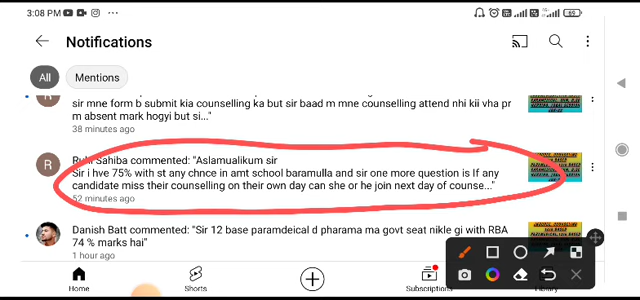 3:08 PM
69
Notifications
All
Mentions
sir mne form b submit kia counselling ka but sir baad m mne counselling attend nhi kii vha pr
R
m absent mark hogyi but si..."
38 minutes ago
Sahiba commented: "Aslamualikum sir
R
Sir i hve 75% with st any chnce in amt school baramulla and sir one more question is If any
candidate miss their counselling on their own day can she or he join next day of counse..."
52 minutes ago
Danish Batt commented: "Sir 12 base paramdeical d pharama ma govt seat nikle gi with RBA
74 % marks hai"
1 hour ago
Home
Shorts
Subscriptions
Library